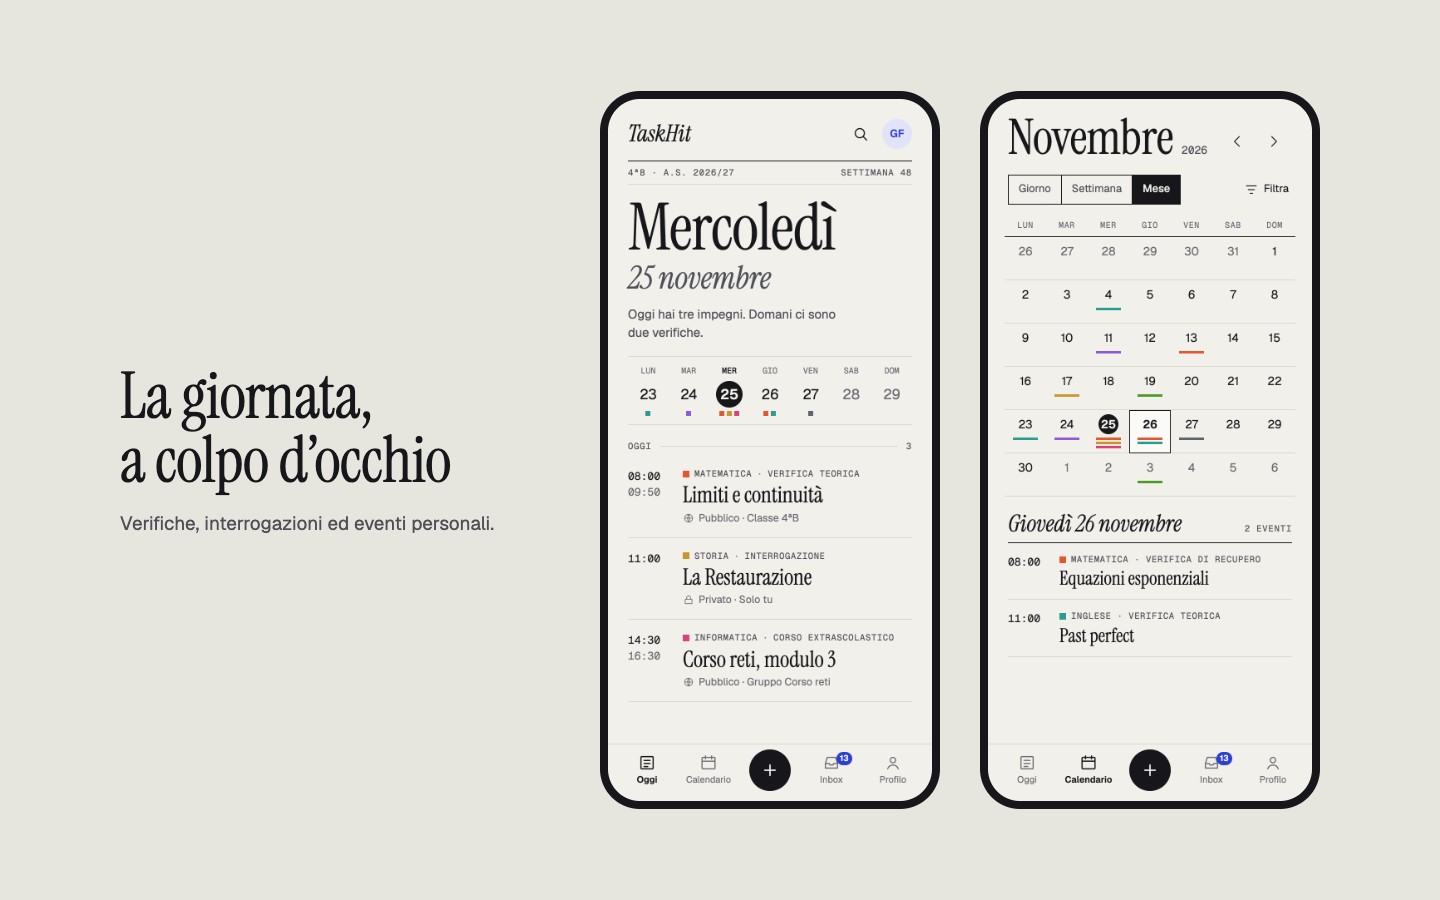 La giornata,
a colpo d’occhio
Verifiche, interrogazioni ed eventi personali.
TaskHit
GF
4ªB · A.S. 2026/27 SETTIMANA 48
Mercoledì
25 novembre
Oggi hai tre impegni. Domani ci sono
due verifiche.
LUN MAR MER GIO VEN SAB DOM
23 24 25 26 27 28 29
OGGI 3
08:00 MATEMATICA · VERIFICA TEORICA
09:50 Limiti e continuità
Pubblico · Classe 4ªB
11:00 STORIA · INTERROGAZIONE
La Restaurazione
Privato · Solo tu
14:30 INFORMATICA · CORSO EXTRASCOLASTICO
16:30 Corso reti, modulo 3
Pubblico · Gruppo Corso reti
13
Oggi Calendario + Inbox Profilo
Novembre 2026
Giorno Settimana Mese Filtra
LUN MAR MER GIO VEN SAB DOM
26 27 28 29 30 31 1
2 3 4 5 6 7 8
9 10 11 12 13 14 15
16 17 18 19 20 21 22
23 24 25 26 27 28 29
30 1 2 3 4 5 6
Giovedì 26 novembre 2 EVENTI
08:00 MATEMATICA · VERIFICA DI RECUPERO
Equazioni esponenziali
11:00 INGLESE · VERIFICA TEORICA
Past perfect
13
Oggi Calendario + Inbox Profilo